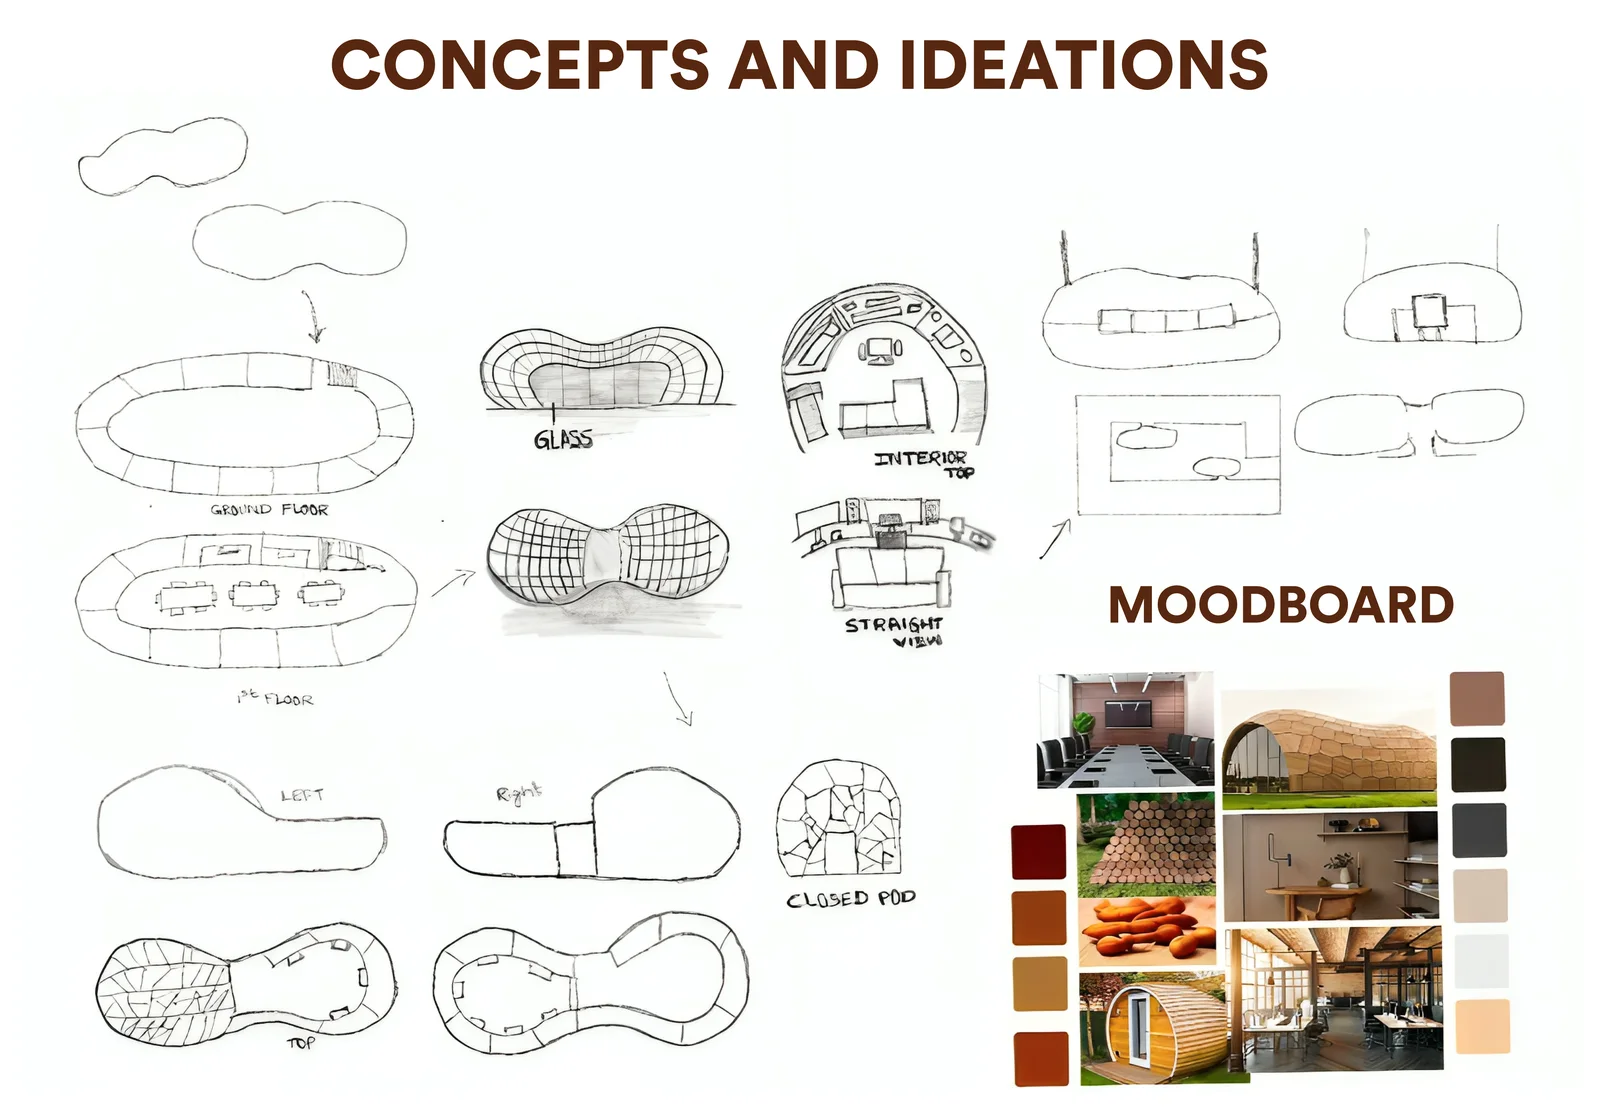 CONCEPTS AND IDEATIONS
GROUND FLOOR
1st FLOOR
GLASS
INTERIOR
TOP
STRAIGHT
VIEW
MOODBOARD
LEFT
Right
CLOSED POD
TOP